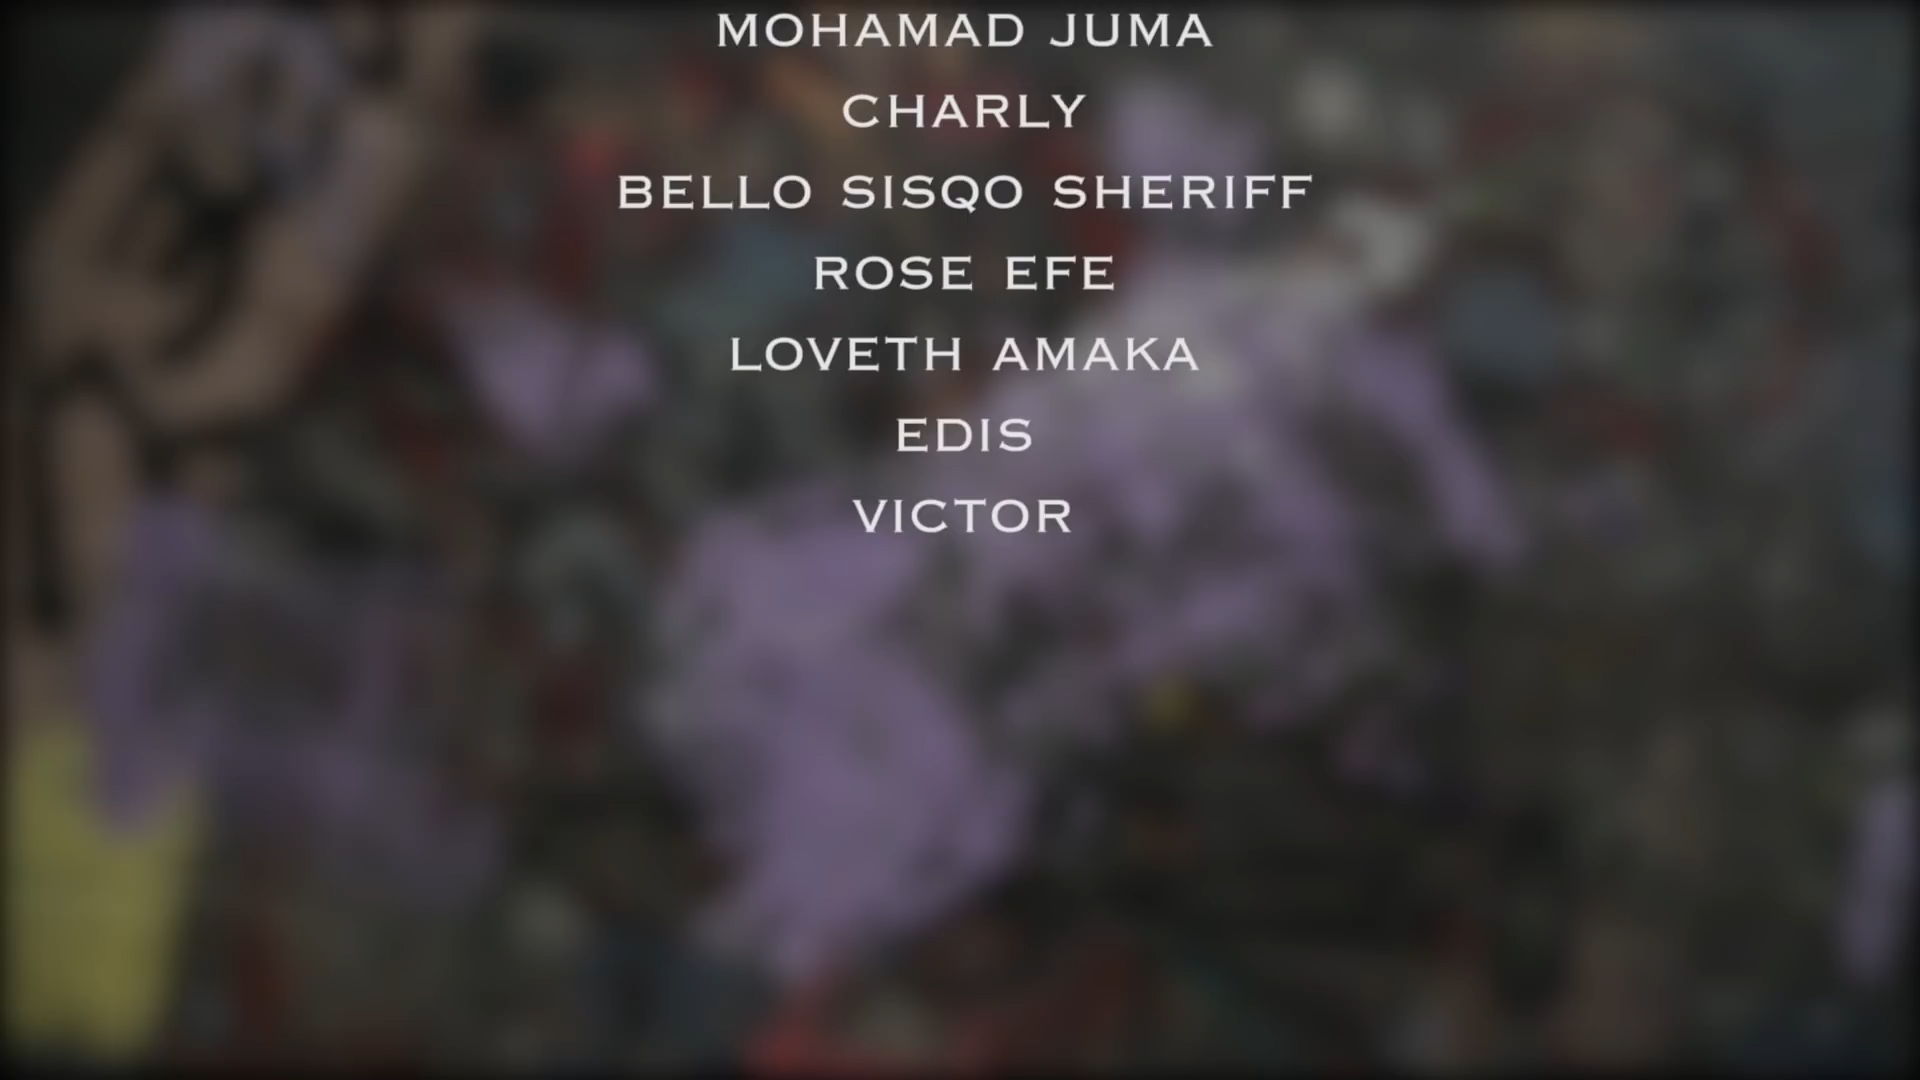 MOHAMAD JUMA
CHARLY
BELLO SISQO SHERIFF
ROSE EFE
LOVETH AMAKA
EDIS
VICTOR